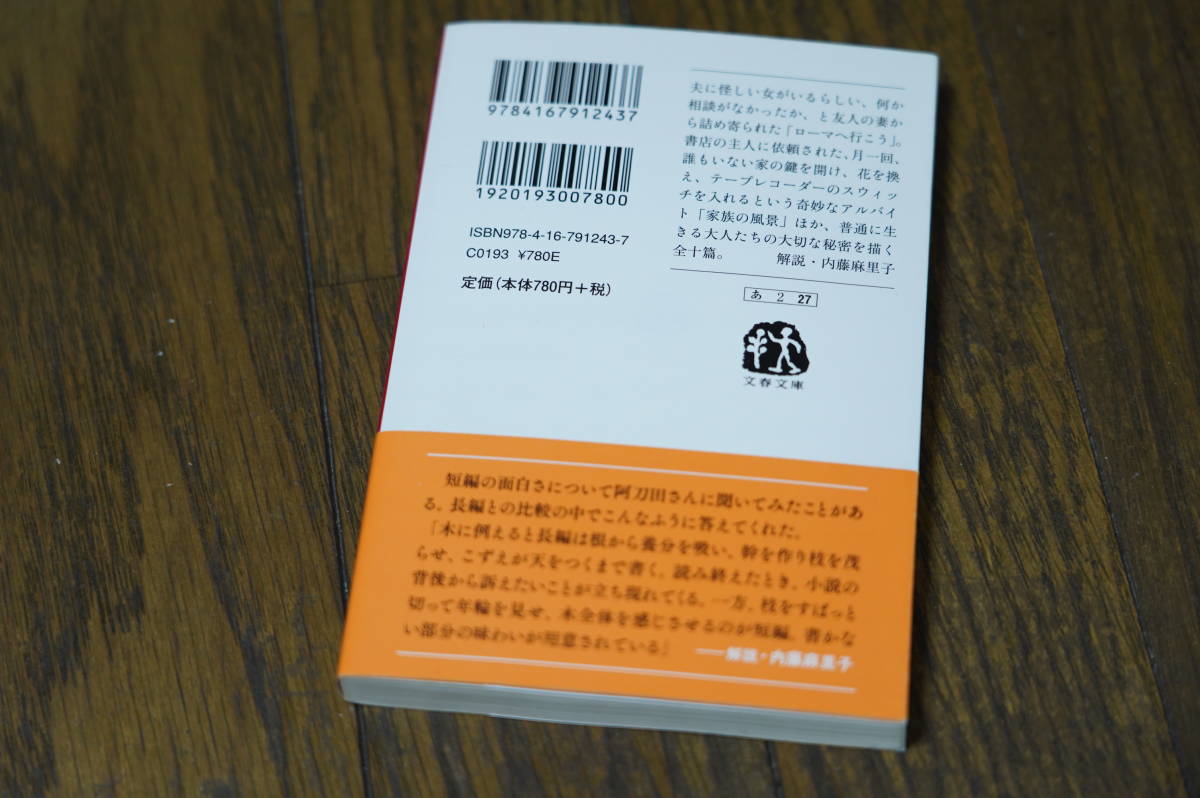 9784167912437
1920193007800
ISBN978-4-16-791243-7
C0193 ¥780E
定価(本体780円+税)
夫に怪しい女がいるらしい、何か
相談がなかったか、と友人の妻か
ら詰め寄られた「ローマへ行こう」。
書店の主人に依頼された、月一回、
誰もいない家の鍵を開け、花を換
え、テープレコーダーのスウィッ
チを入れるという奇妙なアルバイ
ト「家族の風景」ほか、普通に生
きる大人たちの大切な秘密を描く
全十篇。 解説・内藤麻里子
あ 2 27
文春文庫
短編の面白さについて阿刀田さんに聞いてみたことがあ
る。長編との比較の中でこんなふうに答えてくれた。
「木に例えると長編は根から養分を吸い、幹を作り枝を茂
らせ、こずえが天をつくまで書く。読み終えたとき、小説の
背後から訴えたいことが立ち現れてくる。一方、枝をすぱっと
切って年輪を見せ、木全体を感じさせるのが短編。書かな
い部分の味わいが用意されている」 ──解説・内藤麻里子